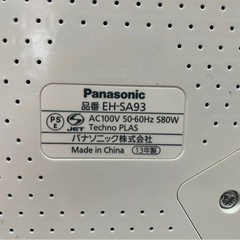 Panasonic
品番 EH-SA93
PS
E
S
JET
AC100V 50-60Hz 580W
Techno PLAS
パナソニック株式会社
Made in China
13年製